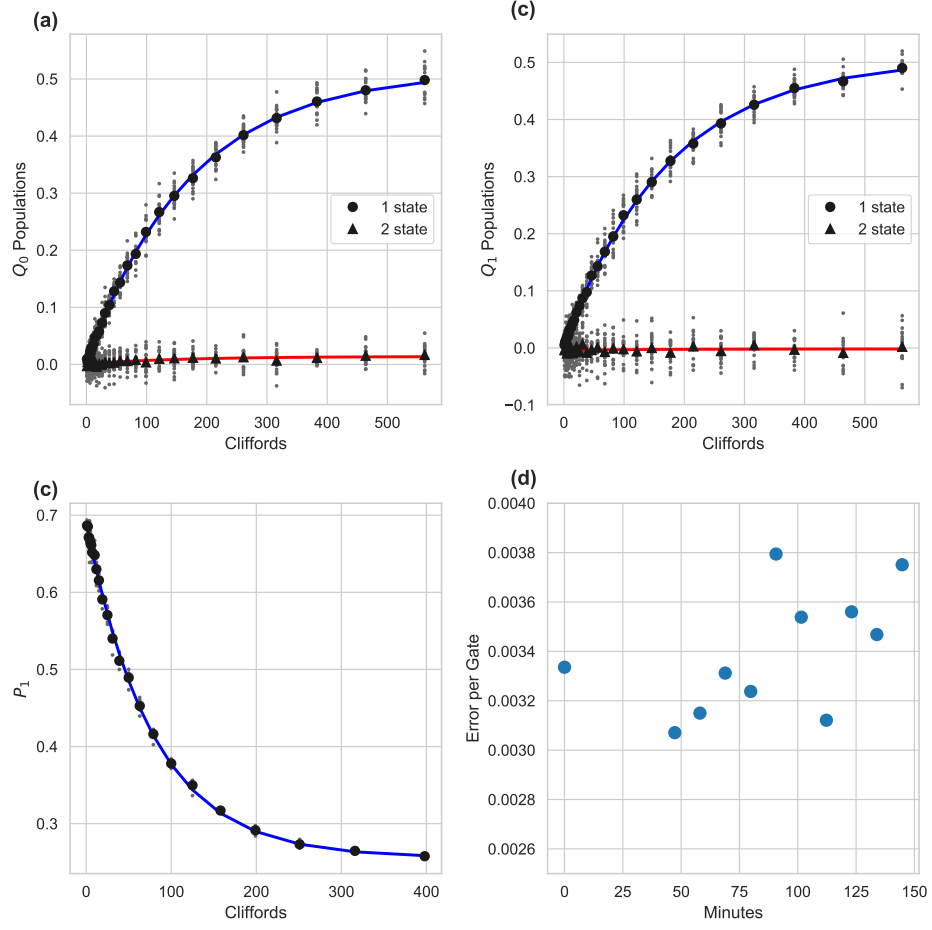 (a)
0.5
0.4
0.3
0.2
0.1
0.0
Q0 Populations
1 state
2 state
0 100 200 300 400 500
Cliffords
(c)
0.5
0.4
0.3
0.2
0.1
0.0
−0.1
Q1 Populations
1 state
2 state
0 100 200 300 400 500
Cliffords
(c)
0.7
0.6
0.5
0.4
0.3
P1
0 100 200 300 400
Cliffords
(d)
0.0040
0.0038
0.0036
0.0034
0.0032
0.0030
0.0028
0.0026
Error per Gate
0 25 50 75 100 125 150
Minutes